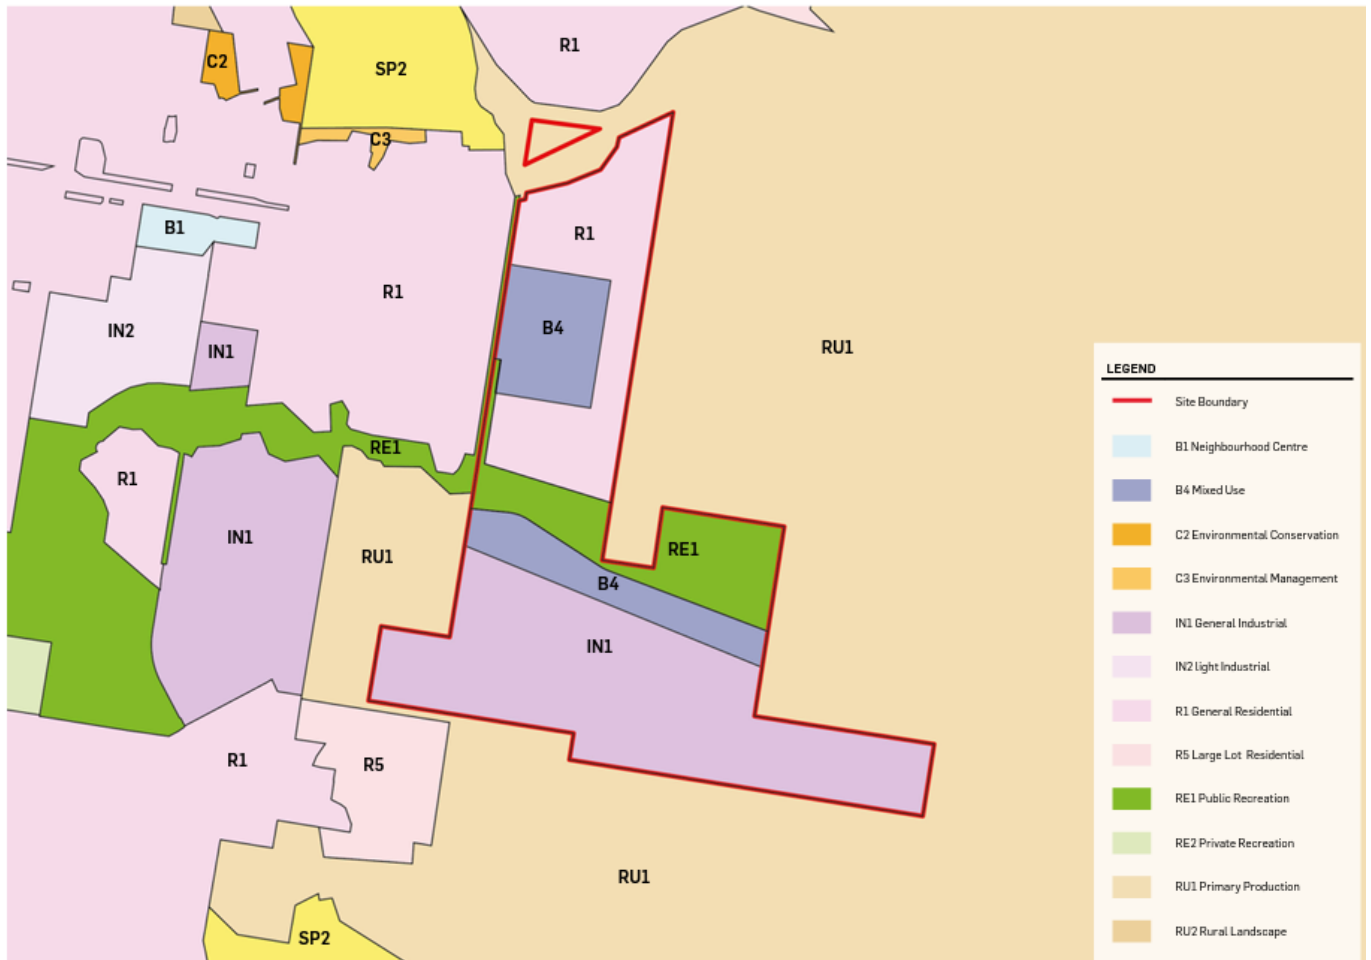 R1
C2
SP2
C3
B1
R1
R1
IN2
B4
IN1
RU1
RE1
R1
IN1
RU1
RE1
B4
IN1
R1
R5
RU1
SP2
LEGEND
Site Boundary
B1 Neighbourhood Centre
B4 Mixed Use
C2 Environmental Conservation
C3 Environmental Management
IN1 General Industrial
IN2 light Industrial
R1 General Residential
R5 Large Lot Residential
RE1 Public Recreation
RE2 Private Recreation
RU1 Primary Production
RU2 Rural Landscape